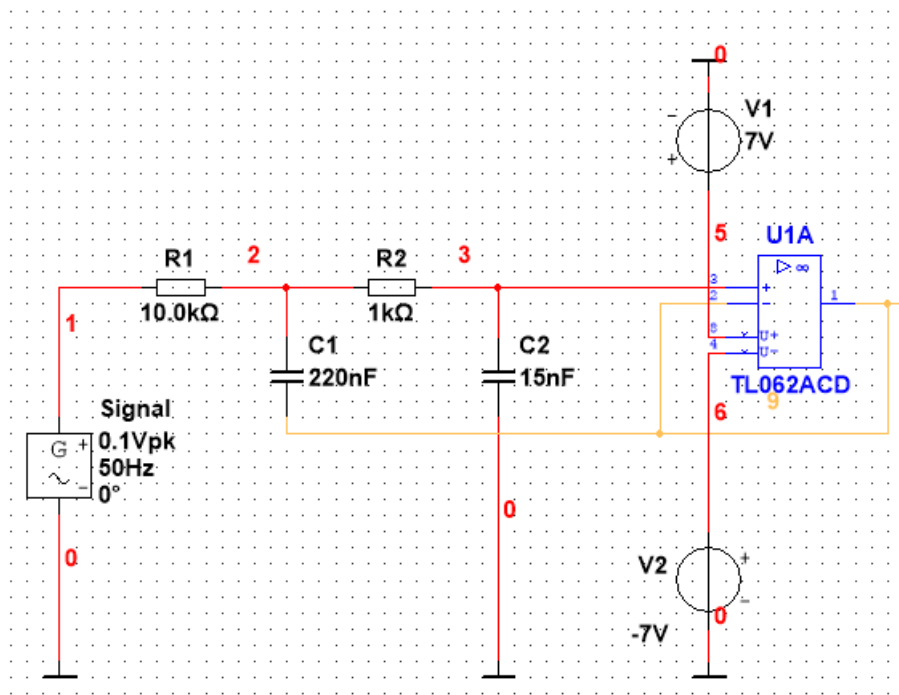 0
V1
7V
−
+
5
U1A
R1
2
R2
3
10.0kΩ
1kΩ
▷ ∞
3
+
2
−
1
1
C1
220nF
C2
15nF
8
U+
4
U-
TL062ACD
9
6
Signal
G
+
0.1Vpk
50Hz
−
0°
0
0
V2
+
−
0
-7V